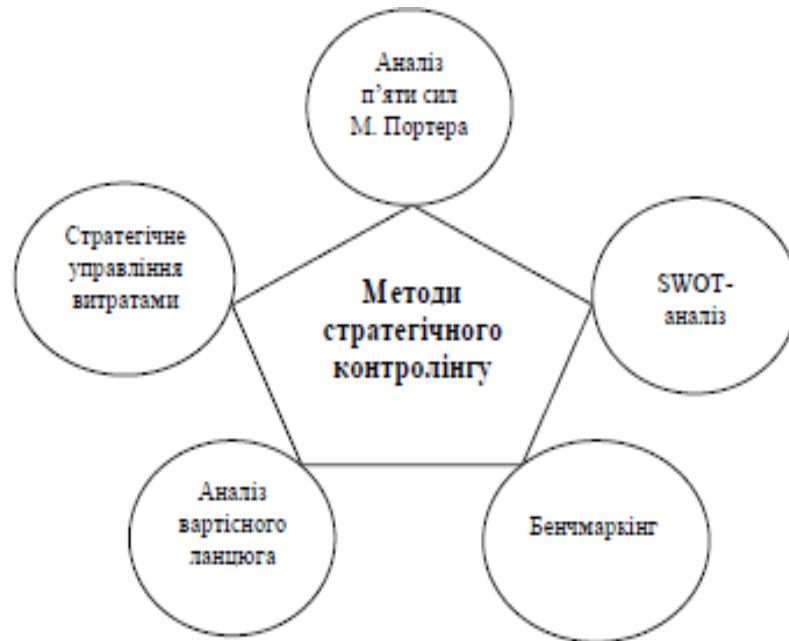 Аналіз
п’яти сил
М. Портера
Стратегічне
управління
витратами
SWOT-
аналіз
Методи
стратегічного
контролінгу
Аналіз
вартісного
ланцюга
Бенчмаркінг